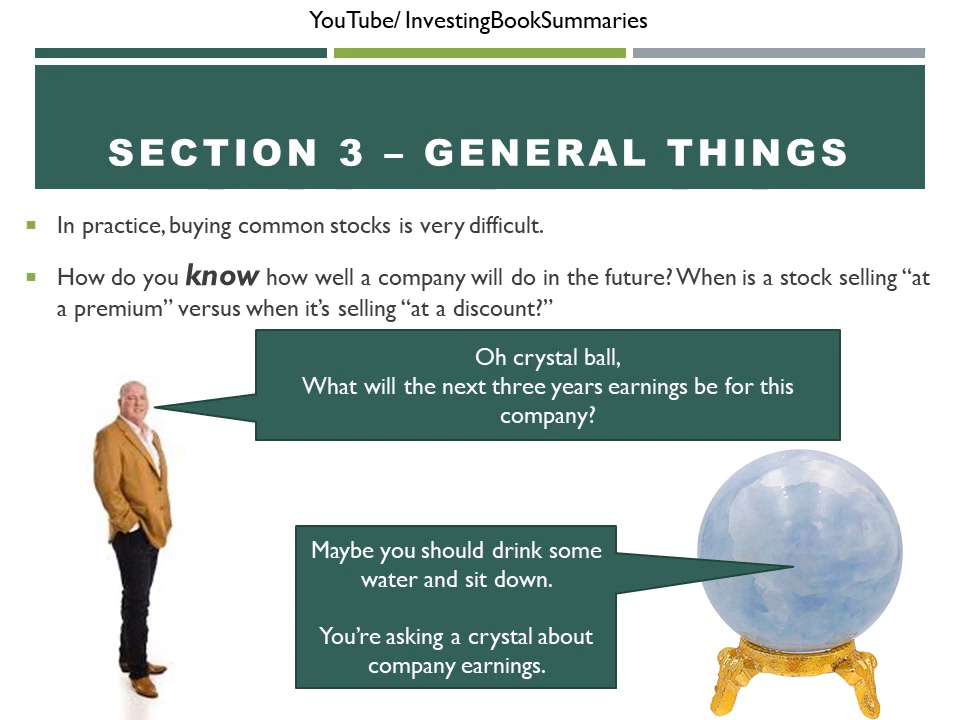 YouTube/ InvestingBookSummaries
SECTION 3 – GENERAL THINGS
In practice, buying common stocks is very difficult.
How do you know how well a company will do in the future? When is a stock selling “at
a premium” versus when it’s selling “at a discount?”
Oh crystal ball,
What will the next three years earnings be for this
company?
Maybe you should drink some
water and sit down.
You’re asking a crystal about
company earnings.